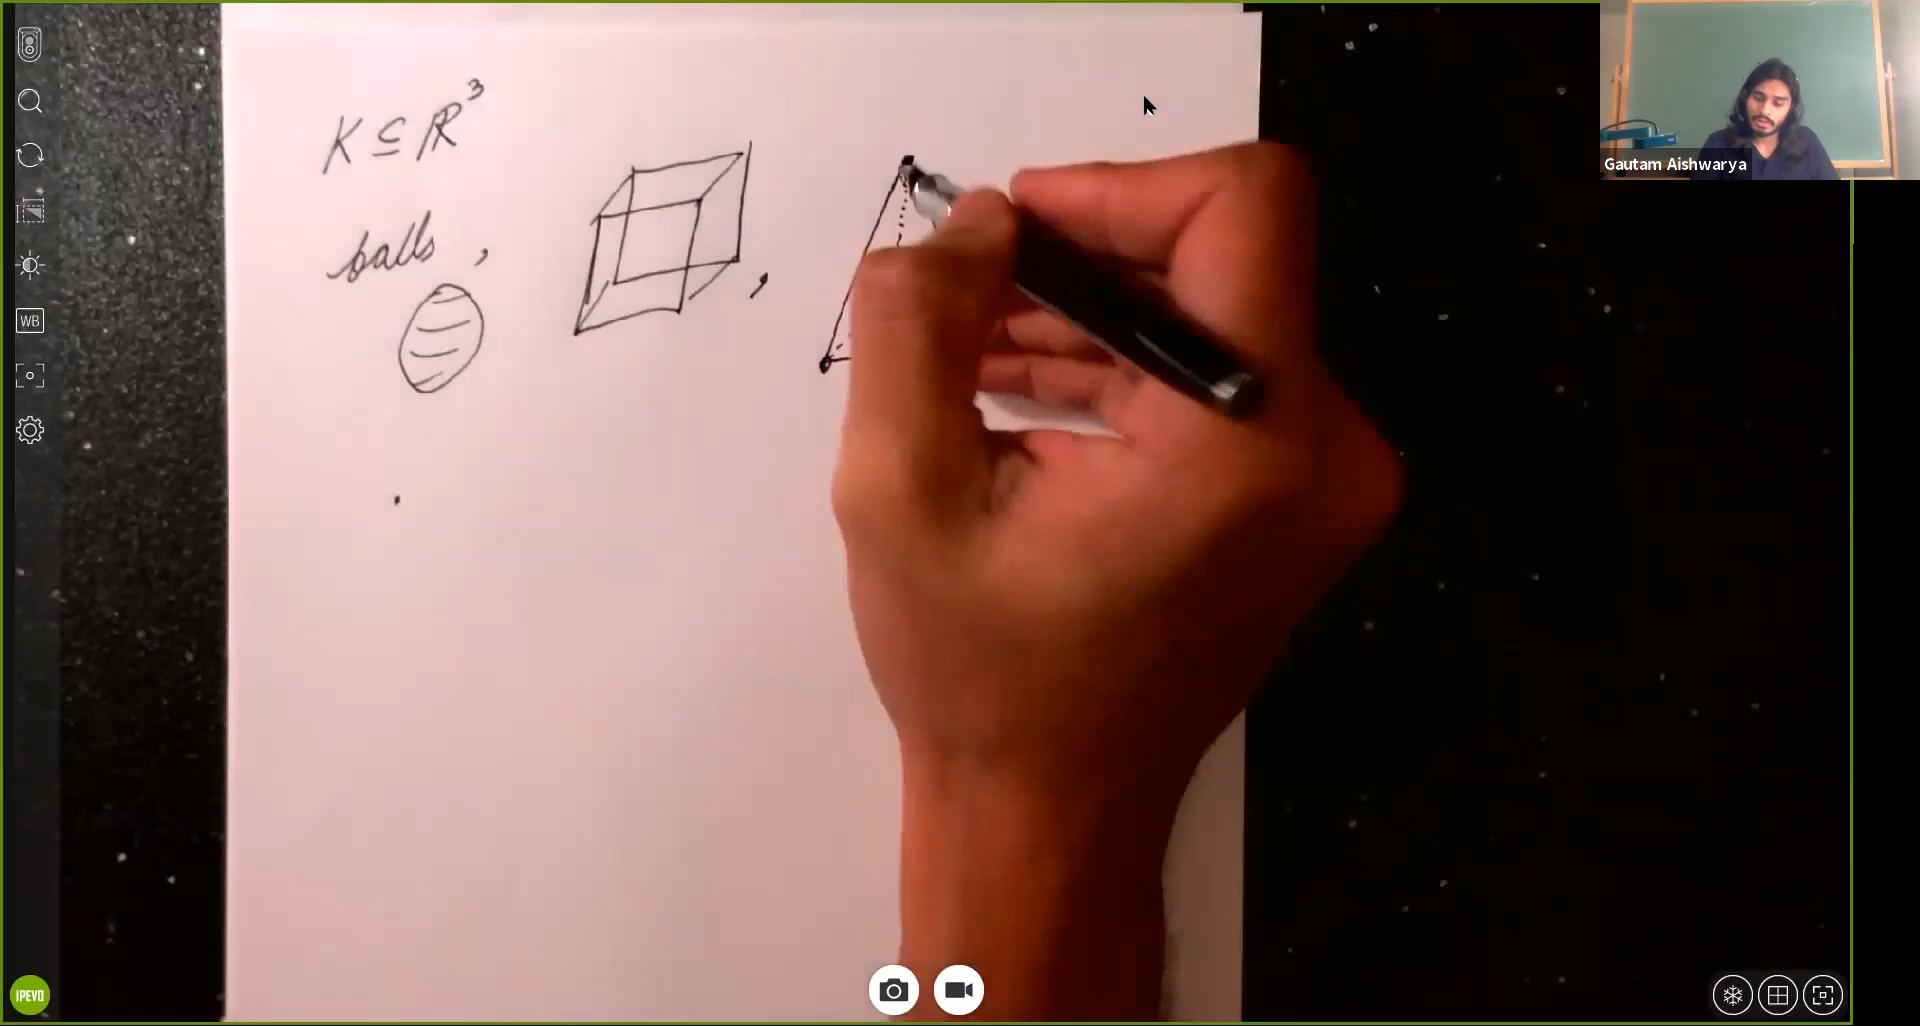 K ⊆ ℝ³
balls ,
,
Gautam Aishwarya
WB
IPEVO